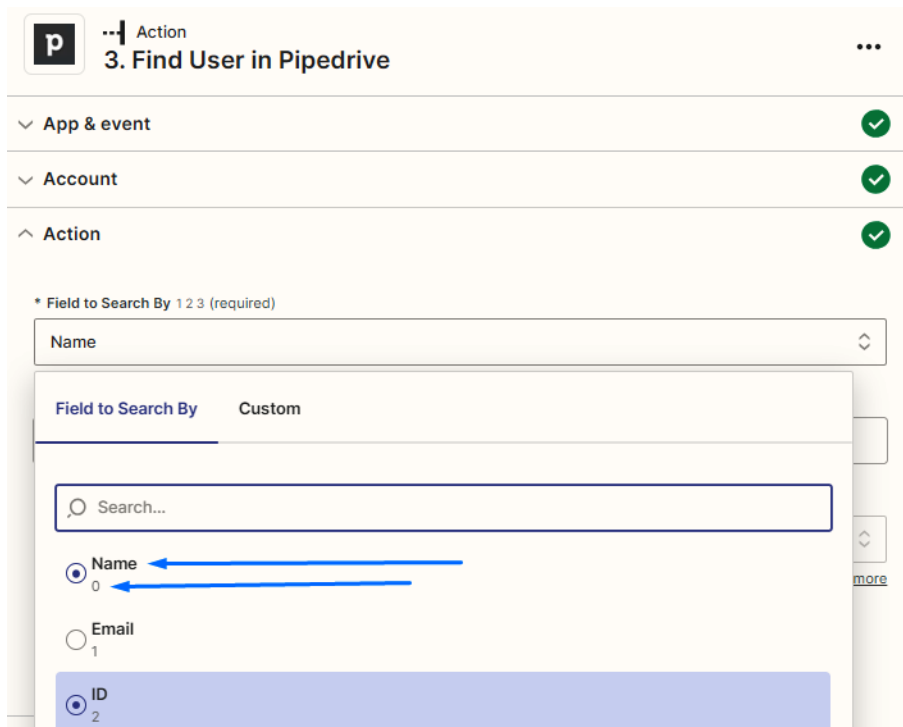 p
Action
3. Find User in Pipedrive
App & event
Account
Action
* Field to Search By 1 2 3 (required)
Name
Field to Search By Custom
Search...
Name
0
more
Email
1
ID
2